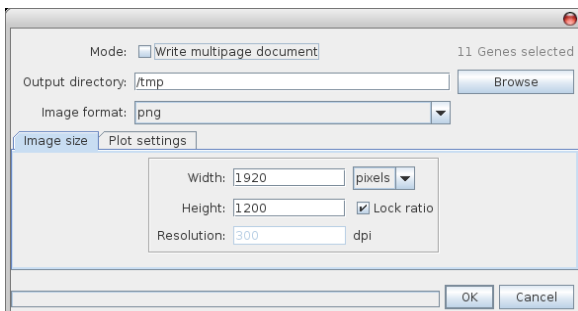 Mode: Write multipage document 11 Genes selected
Output directory: /tmp Browse
Image format: png
Image size Plot settings
Width: 1920 pixels
Height: 1200 Lock ratio
Resolution: 300 dpi
OK Cancel